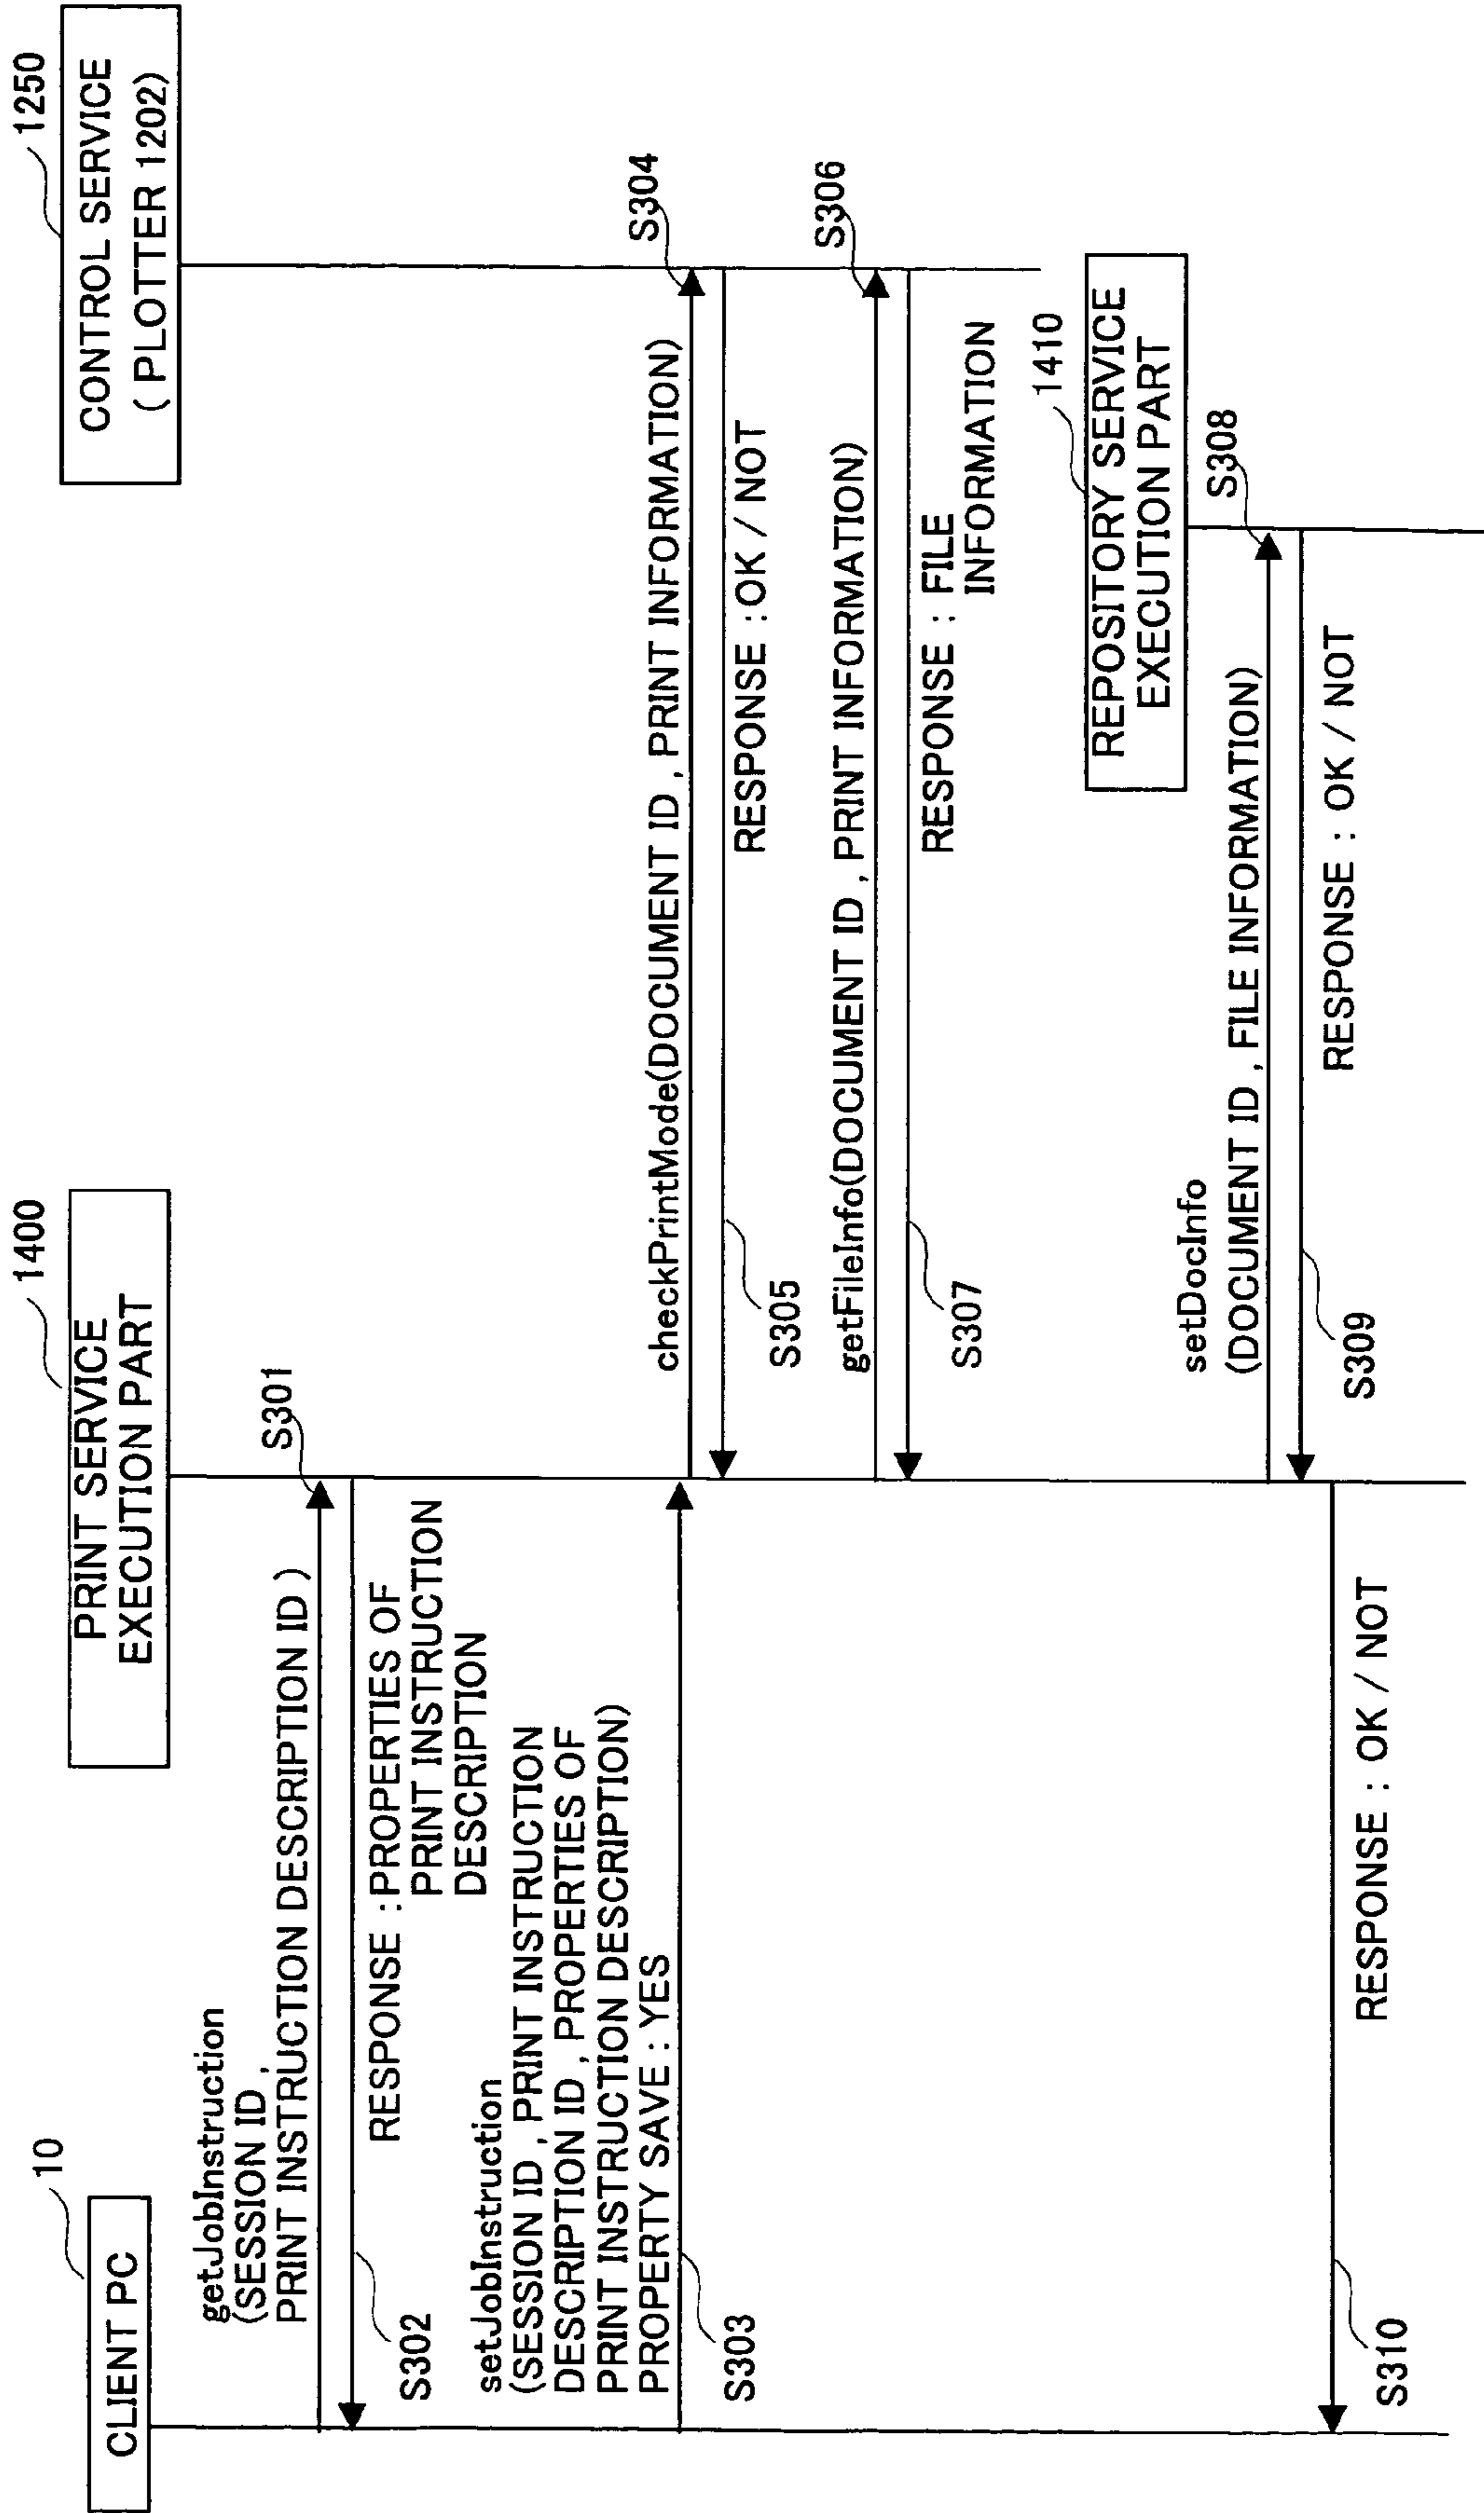 10
CLIENT PC
1400
PRINT SERVICE
EXECUTION PART
1250
CONTROL SERVICE
( PLOTTER 1202)
getJobInstruction
(SESSION ID ,
PRINT INSTRUCTION DESCRIPTION ID )
S301
RESPONSE : PROPERTIES OF
PRINT INSTRUCTION
DESCRIPTION
S302
setJobInstruction
(SESSION ID , PRINT INSTRUCTION
DESCRIPTION ID , PROPERTIES OF
PRINT INSTRUCTION DESCRIPTION)
PROPERTY SAVE : YES
S303
checkPrintMode(DOCUMENT ID , PRINT INFORMATION)
S304
RESPONSE : OK / NOT
S305
getFileInfo(DOCUMENT ID , PRINT INFORMATION)
S306
RESPONSE : FILE
INFORMATION
S307
1410
REPOSITORY SERVICE
EXECUTION PART
setDocInfo
(DOCUMENT ID , FILE INFORMATION)
S308
RESPONSE : OK / NOT
S309
RESPONSE : OK / NOT
S310